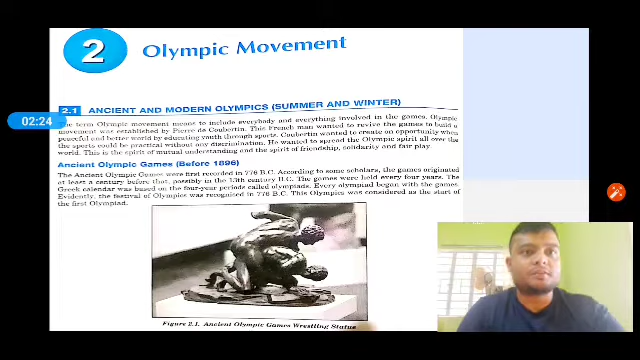 2
Olympic Movement
2.1 ANCIENT AND MODERN OLYMPICS (SUMMER AND WINTER)
The term Olympic movement means to include everybody and everything involved in the games. Olympic
movement was established by Pierre de Coubertin. This French man wanted to revive the games to build a
peaceful and better world by educating youth through sports. Coubertin wanted to create an opportunity when
the sports could be practical without any discrimination. He wanted to spread the Olympic spirit all over the
world. This is the spirit of mutual understanding and the spirit of friendship, solidarity and fair play.
02:24
Ancient Olympic Games (Before 1896)
The Ancient Olympic Games were first recorded in 776 B.C. According to some scholars, the games originated
at least a century before that, possibly in the 13th century B.C. The games were held every four years. The
Greek calendar was based on the four-year periods called olympiads. Every olympiad began with the games.
Evidently, the festival of Olympics was recognised in 776 B.C. This Olympics was considered as the start of
the first Olympiad.
Figure 2.1. Ancient Olympic Games Wrestling Status